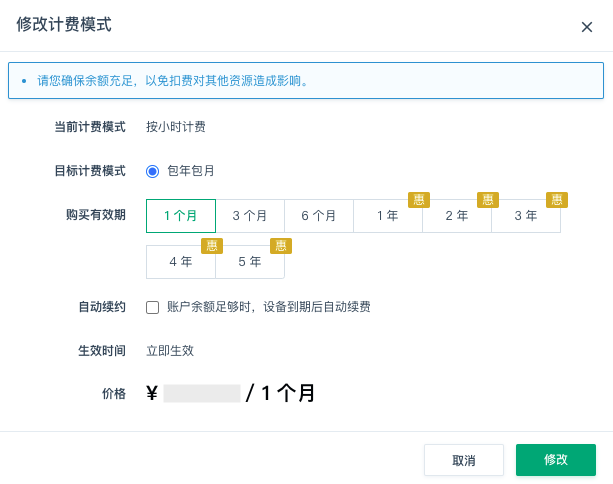 修改计费模式
请您确保余额充足，以免扣费对其他资源造成影响。
当前计费模式 按小时计费
目标计费模式 包年包月
购买有效期 1 个月 3 个月 6 个月 1 年 惠 2 年 惠 3 年 惠
4 年 惠 5 年 惠
自动续约 账户余额足够时，设备到期后自动续费
生效时间 立即生效
价格 ¥ / 1 个月
取消 修改